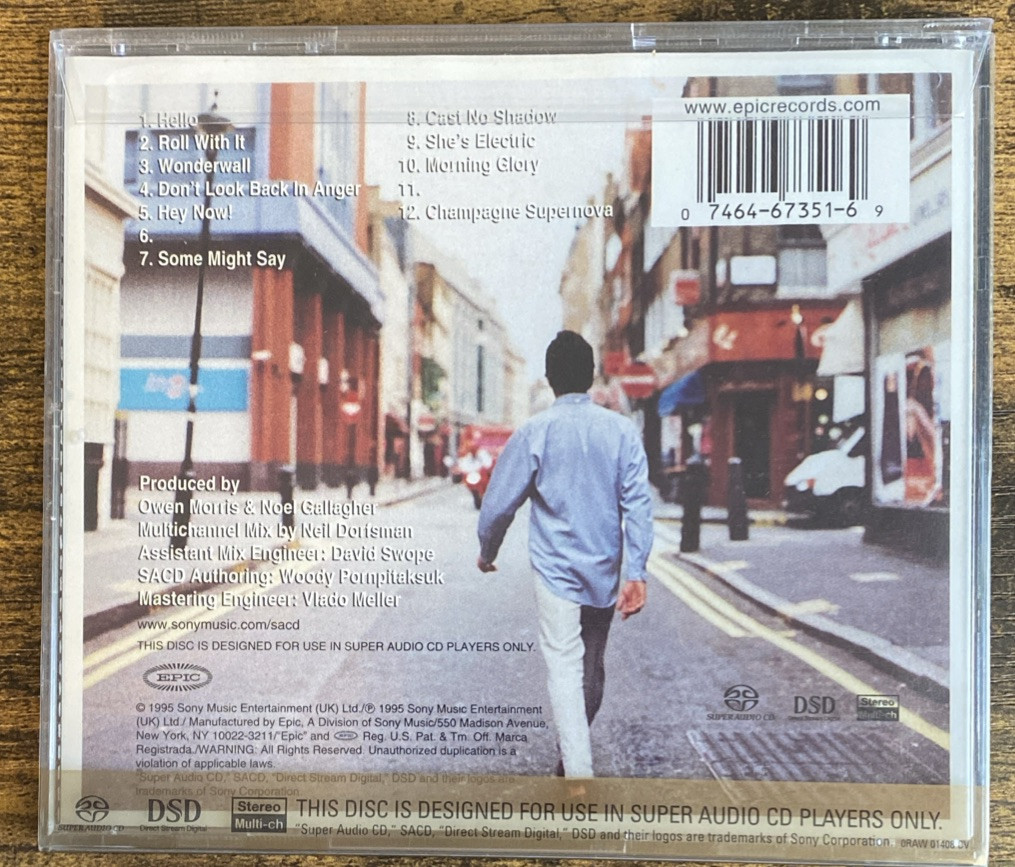 1. Hello
2. Roll With It
3. Wonderwall
4. Don't Look Back In Anger
5. Hey Now!
6.
7. Some Might Say
8. Cast No Shadow
9. She's Electric
10. Morning Glory
11.
12. Champagne Supernova
www.epicrecords.com
0 7464-67351-6 9
Produced by
Owen Morris & Noel Gallagher
Multichannel Mix by Neil Dorfsman
Assistant Mix Engineer: David Swope
SACD Authoring: Woody Pornpitaksuk
Mastering Engineer: Vlado Meller
www.sonymusic.com/sacd
THIS DISC IS DESIGNED FOR USE IN SUPER AUDIO CD PLAYERS ONLY.
EPIC
© 1995 Sony Music Entertainment (UK) Ltd./℗ 1995 Sony Music Entertainment
(UK) Ltd./ Manufactured by Epic, A Division of Sony Music/550 Madison Avenue,
New York, NY 10022-3211/"Epic" and EPIC Reg. U.S. Pat. & Tm. Off. Marca
Registrada./WARNING: All Rights Reserved. Unauthorized duplication is a
violation of applicable laws.
"Super Audio CD," SACD, "Direct Stream Digital," DSD and their logos are
trademarks of Sony Corporation.
SUPER AUDIO CD
DSD
Direct Stream Digital
Stereo
Multi-ch
SUPER AUDIO CD
DSD
Direct Stream Digital
Stereo
Multi-ch
THIS DISC IS DESIGNED FOR USE IN SUPER AUDIO CD PLAYERS ONLY.
"Super Audio CD," SACD, "Direct Stream Digital," DSD and their logos are trademarks of Sony Corporation.